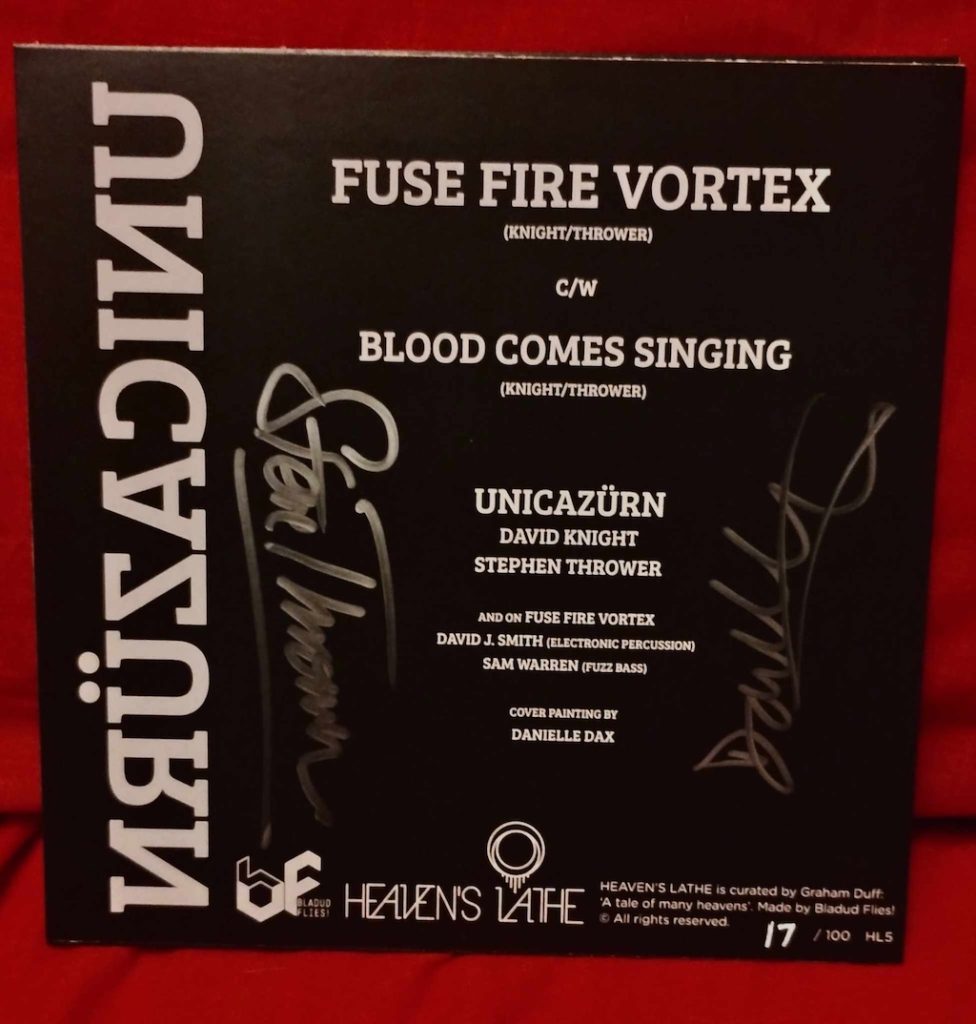 UNICAZÜRN
FUSE FIRE VORTEX
(KNIGHT/THROWER)
C/W
BLOOD COMES SINGING
(KNIGHT/THROWER)
UNICAZÜRN
DAVID KNIGHT
STEPHEN THROWER
AND ON FUSE FIRE VORTEX
DAVID J. SMITH (ELECTRONIC PERCUSSION)
SAM WARREN (FUZZ BASS)
COVER PAINTING BY
DANIELLE DAX
bF
BLADUD
FLIES!
HEAVEN'S LATHE
HEAVEN'S LATHE is curated by Graham Duff:
'A tale of many heavens'. Made by Bladud Flies!
© All rights reserved.
17 / 100 HL5